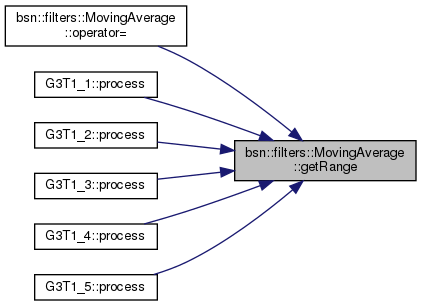 bsn::filters::MovingAverage
::operator=
G3T1_1::process
G3T1_2::process
bsn::filters::MovingAverage
::getRange
G3T1_3::process
G3T1_4::process
G3T1_5::process